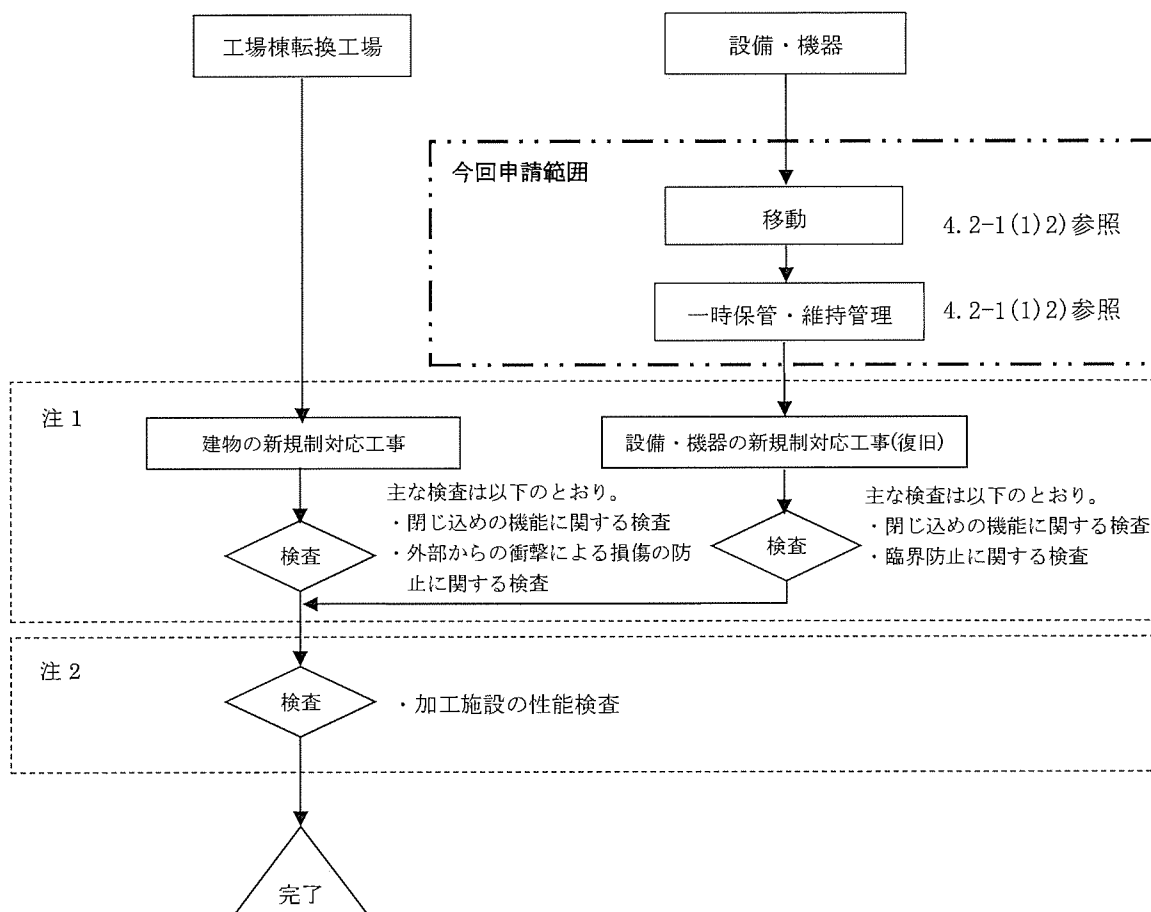 工場棟転換工場
設備・機器
今回申請範囲
移動
4.2-1(1)2)参照
一時保管・維持管理
4.2-1(1)2)参照
注 1
建物の新規制対応工事
設備・機器の新規制対応工事(復旧)
主な検査は以下のとおり。
・閉じ込めの機能に関する検査
・外部からの衝撃による損傷の防
止に関する検査
検査
主な検査は以下のとおり。
・閉じ込めの機能に関する検査
・臨界防止に関する検査
検査
注 2
検査
・加工施設の性能検査
完了